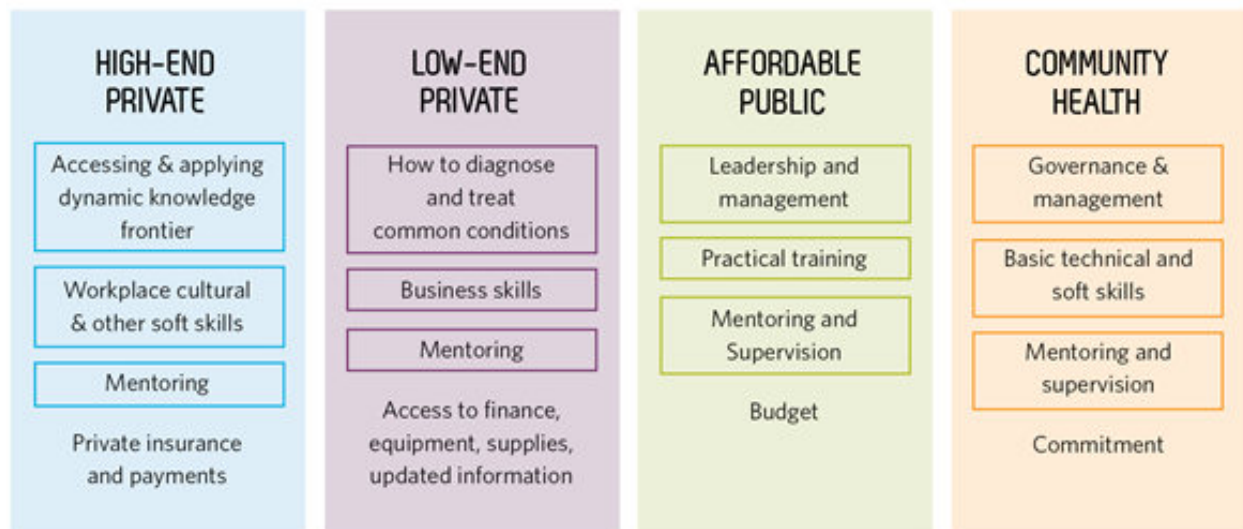 HIGH-END
PRIVATE
Accessing & applying
dynamic knowledge
frontier
Workplace cultural
& other soft skills
Mentoring
Private insurance
and payments
LOW-END
PRIVATE
How to diagnose
and treat
common conditions
Business skills
Mentoring
Access to finance,
equipment, supplies,
updated information
AFFORDABLE
PUBLIC
Leadership and
management
Practical training
Mentoring and
Supervision
Budget
COMMUNITY
HEALTH
Governance &
management
Basic technical and
soft skills
Mentoring and
supervision
Commitment